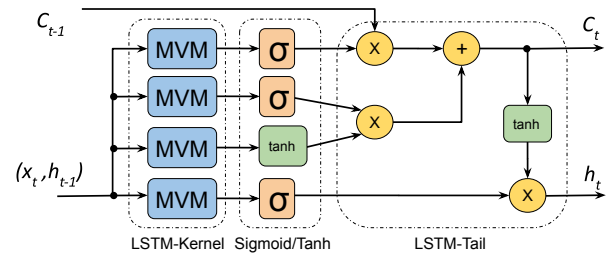 C_{t-1}
MVM σ X + C_t
MVM σ X
tanh
MVM tanh
(x_t, h_{t-1})
MVM σ X h_t
LSTM-Kernel Sigmoid/Tanh LSTM-Tail